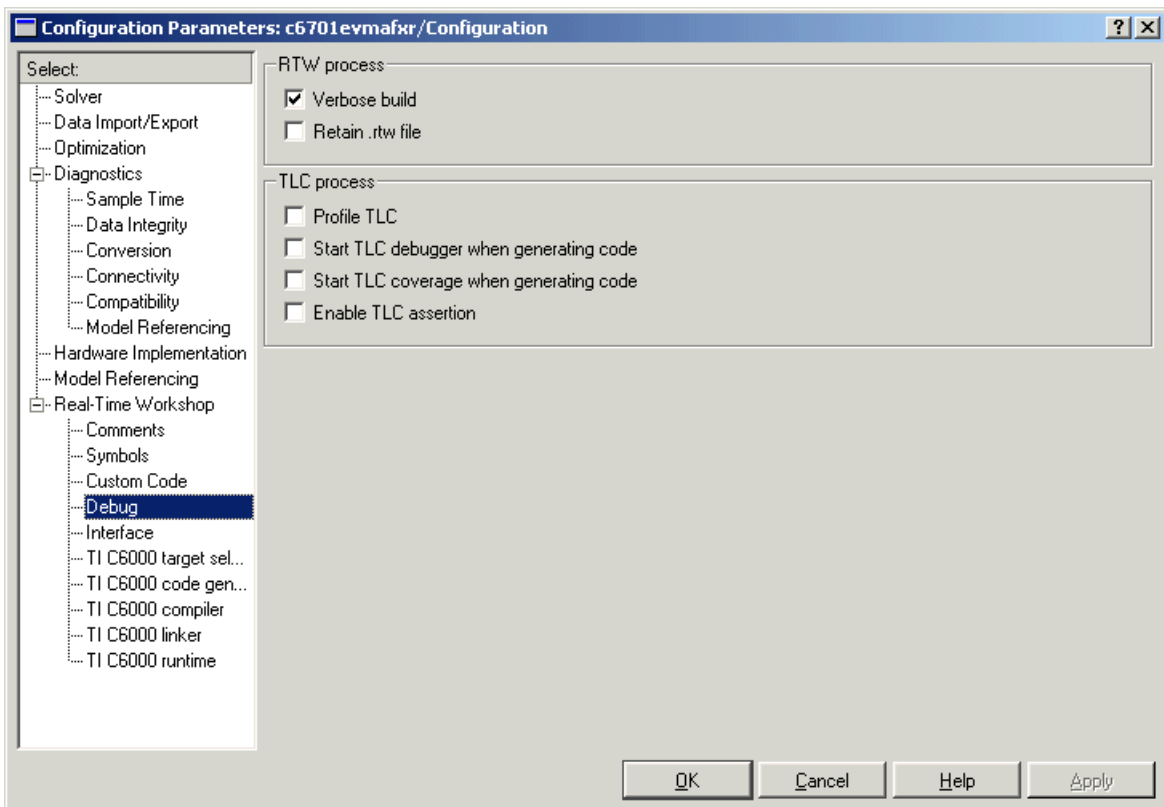 Configuration Parameters: c6701evmafxr/Configuration
Select:
Solver
Data Import/Export
Optimization
Diagnostics
Sample Time
Data Integrity
Conversion
Connectivity
Compatibility
Model Referencing
Hardware Implementation
Model Referencing
Real-Time Workshop
Comments
Symbols
Custom Code
Debug
Interface
TI C6000 target sel...
TI C6000 code gen...
TI C6000 compiler
TI C6000 linker
TI C6000 runtime
RTW process
Verbose build
Retain .rtw file
TLC process
Profile TLC
Start TLC debugger when generating code
Start TLC coverage when generating code
Enable TLC assertion
OK Cancel Help Apply